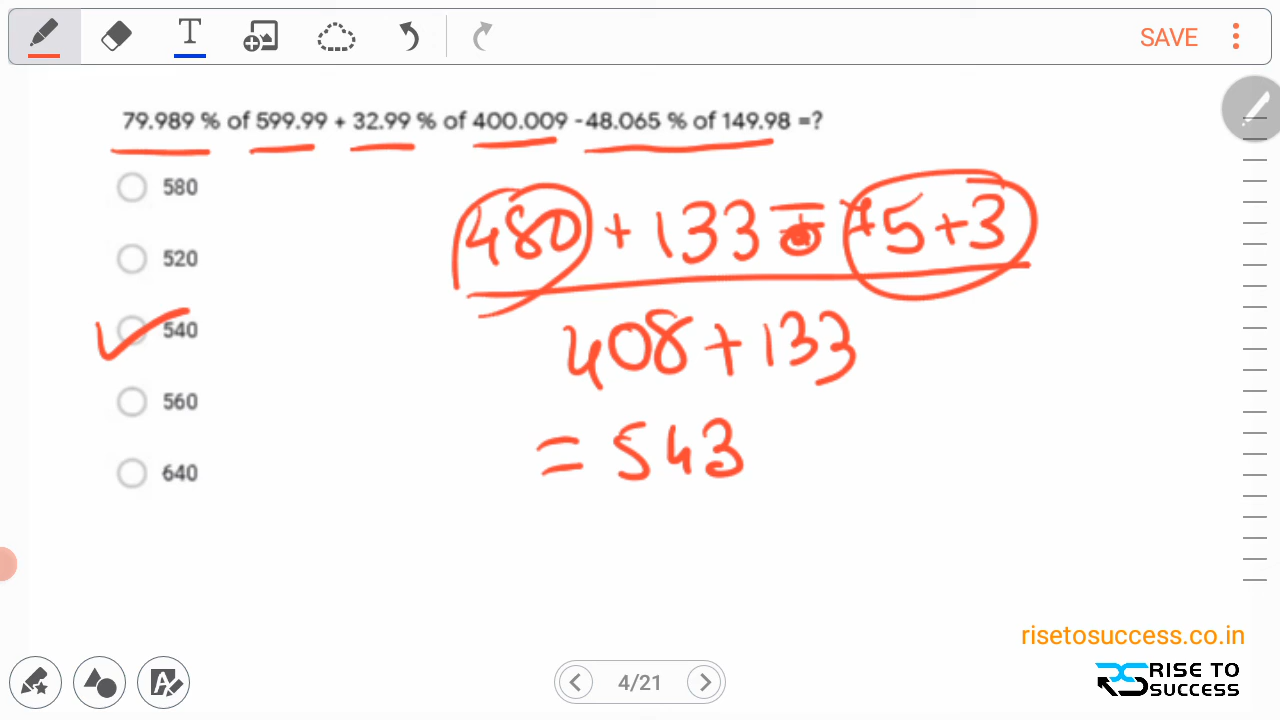 T
SAVE
79.989 % of 599.99 + 32.99 % of 400.009 -48.065 % of 149.98 =?
580
520
540
560
640
480 + 133 5+3
408+133
= 543
risetosuccess.co.in
RISE TO
SUCCESS
A
4/21